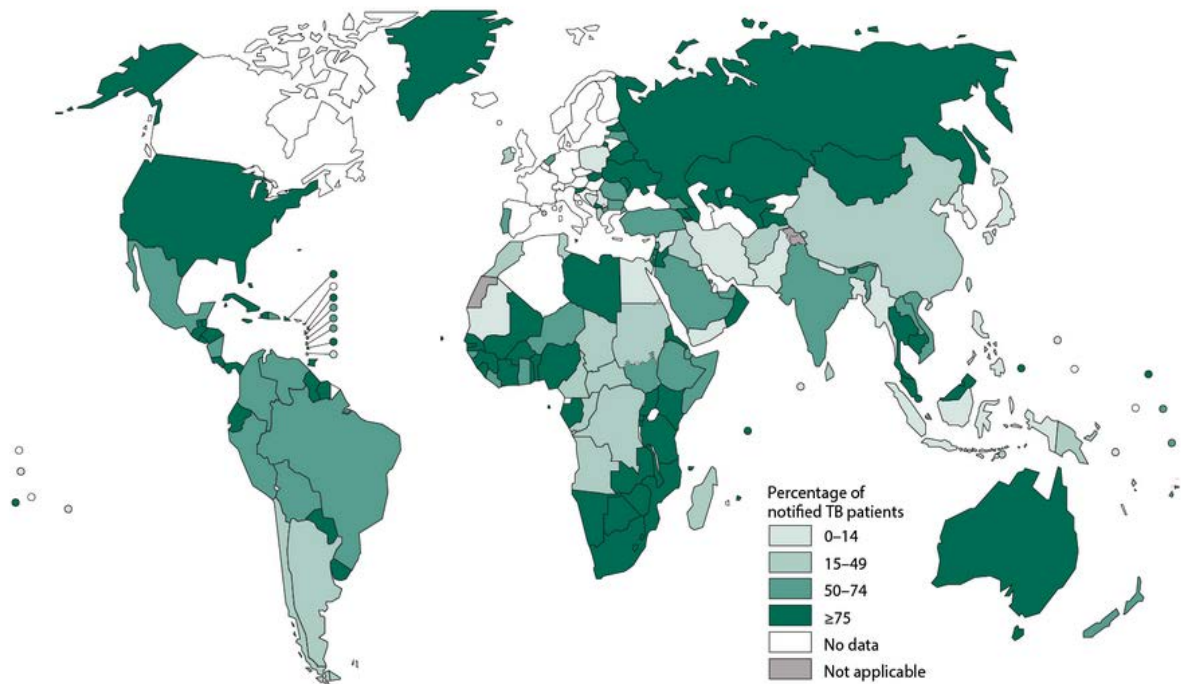 Percentage of
notified TB patients
0–14
15–49
50–74
≥75
No data
Not applicable